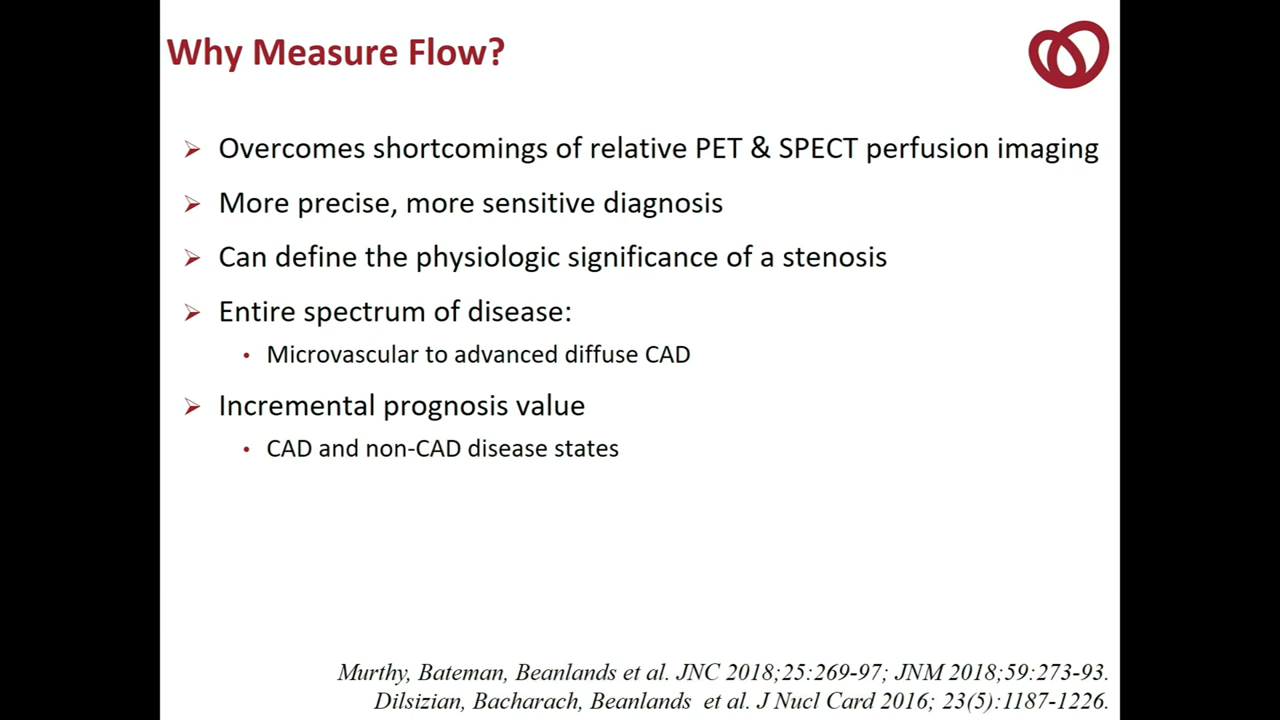 Why Measure Flow?
Overcomes shortcomings of relative PET & SPECT perfusion imaging
More precise, more sensitive diagnosis
Can define the physiologic significance of a stenosis
Entire spectrum of disease:
Microvascular to advanced diffuse CAD
Incremental prognosis value
CAD and non-CAD disease states
Murthy, Bateman, Beanlands et al. JNC 2018;25:269-97; JNM 2018;59:273-93.
Dilsizian, Bacharach, Beanlands et al. J Nucl Card 2016; 23(5):1187-1226.